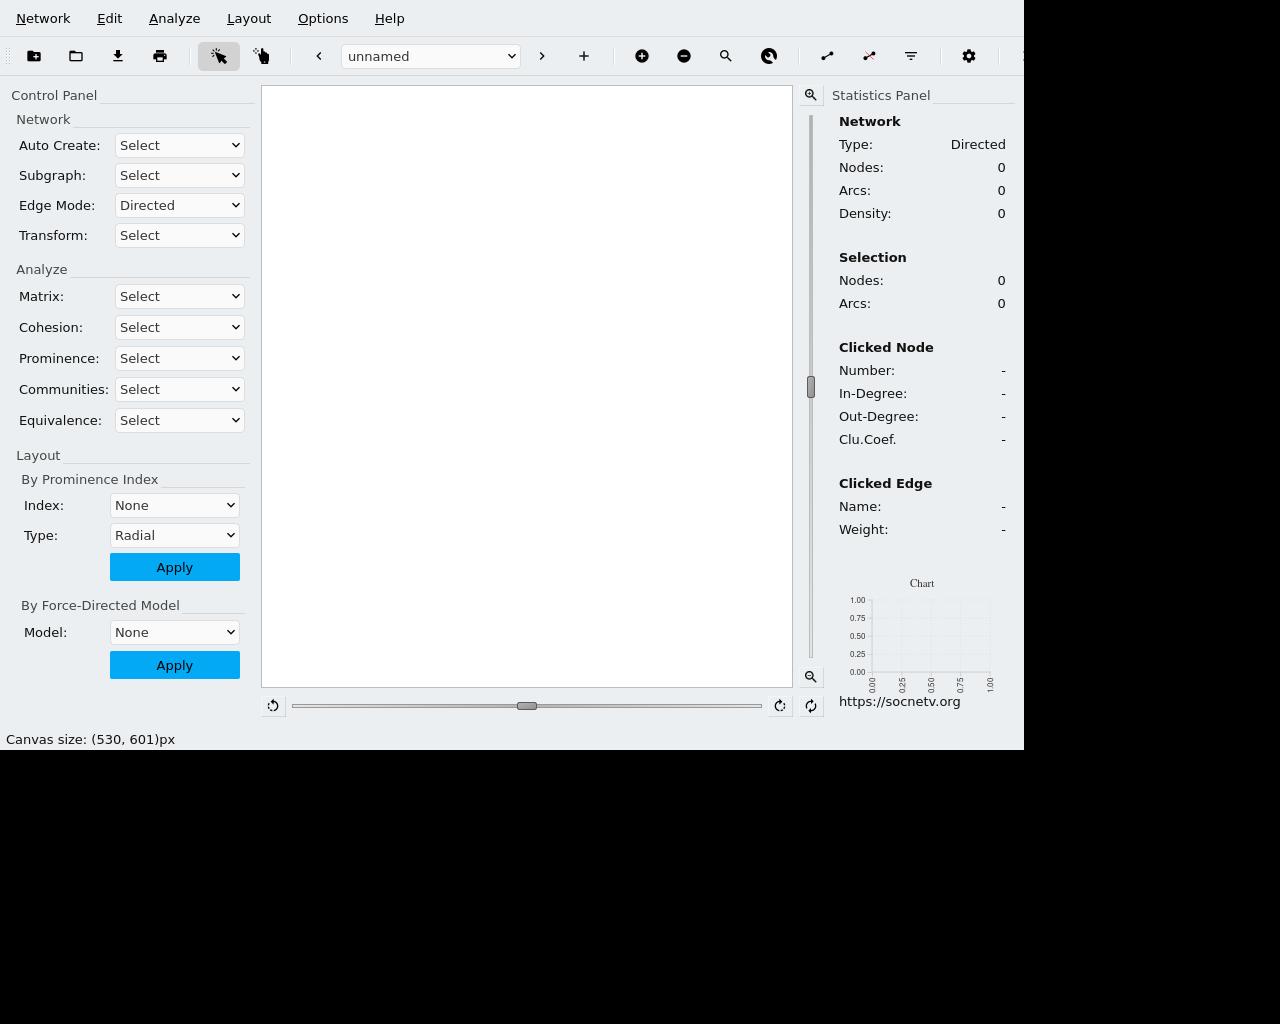 Network Edit Analyze Layout Options Help
unnamed
Control Panel
Network
Auto Create: Select
Subgraph: Select
Edge Mode: Directed
Transform: Select
Analyze
Matrix: Select
Cohesion: Select
Prominence: Select
Communities: Select
Equivalence: Select
Layout
By Prominence Index
Index: None
Type: Radial
Apply
By Force-Directed Model
Model: None
Apply
Statistics Panel
Network
Type: Directed
Nodes: 0
Arcs: 0
Density: 0
Selection
Nodes: 0
Arcs: 0
Clicked Node
Number: -
In-Degree: -
Out-Degree: -
Clu.Coef. -
Clicked Edge
Name: -
Weight: -
Chart
1.00
0.75
0.50
0.25
0.00
0.00 0.25 0.50 0.75 1.00
https://socnetv.org
Canvas size: (530, 601)px